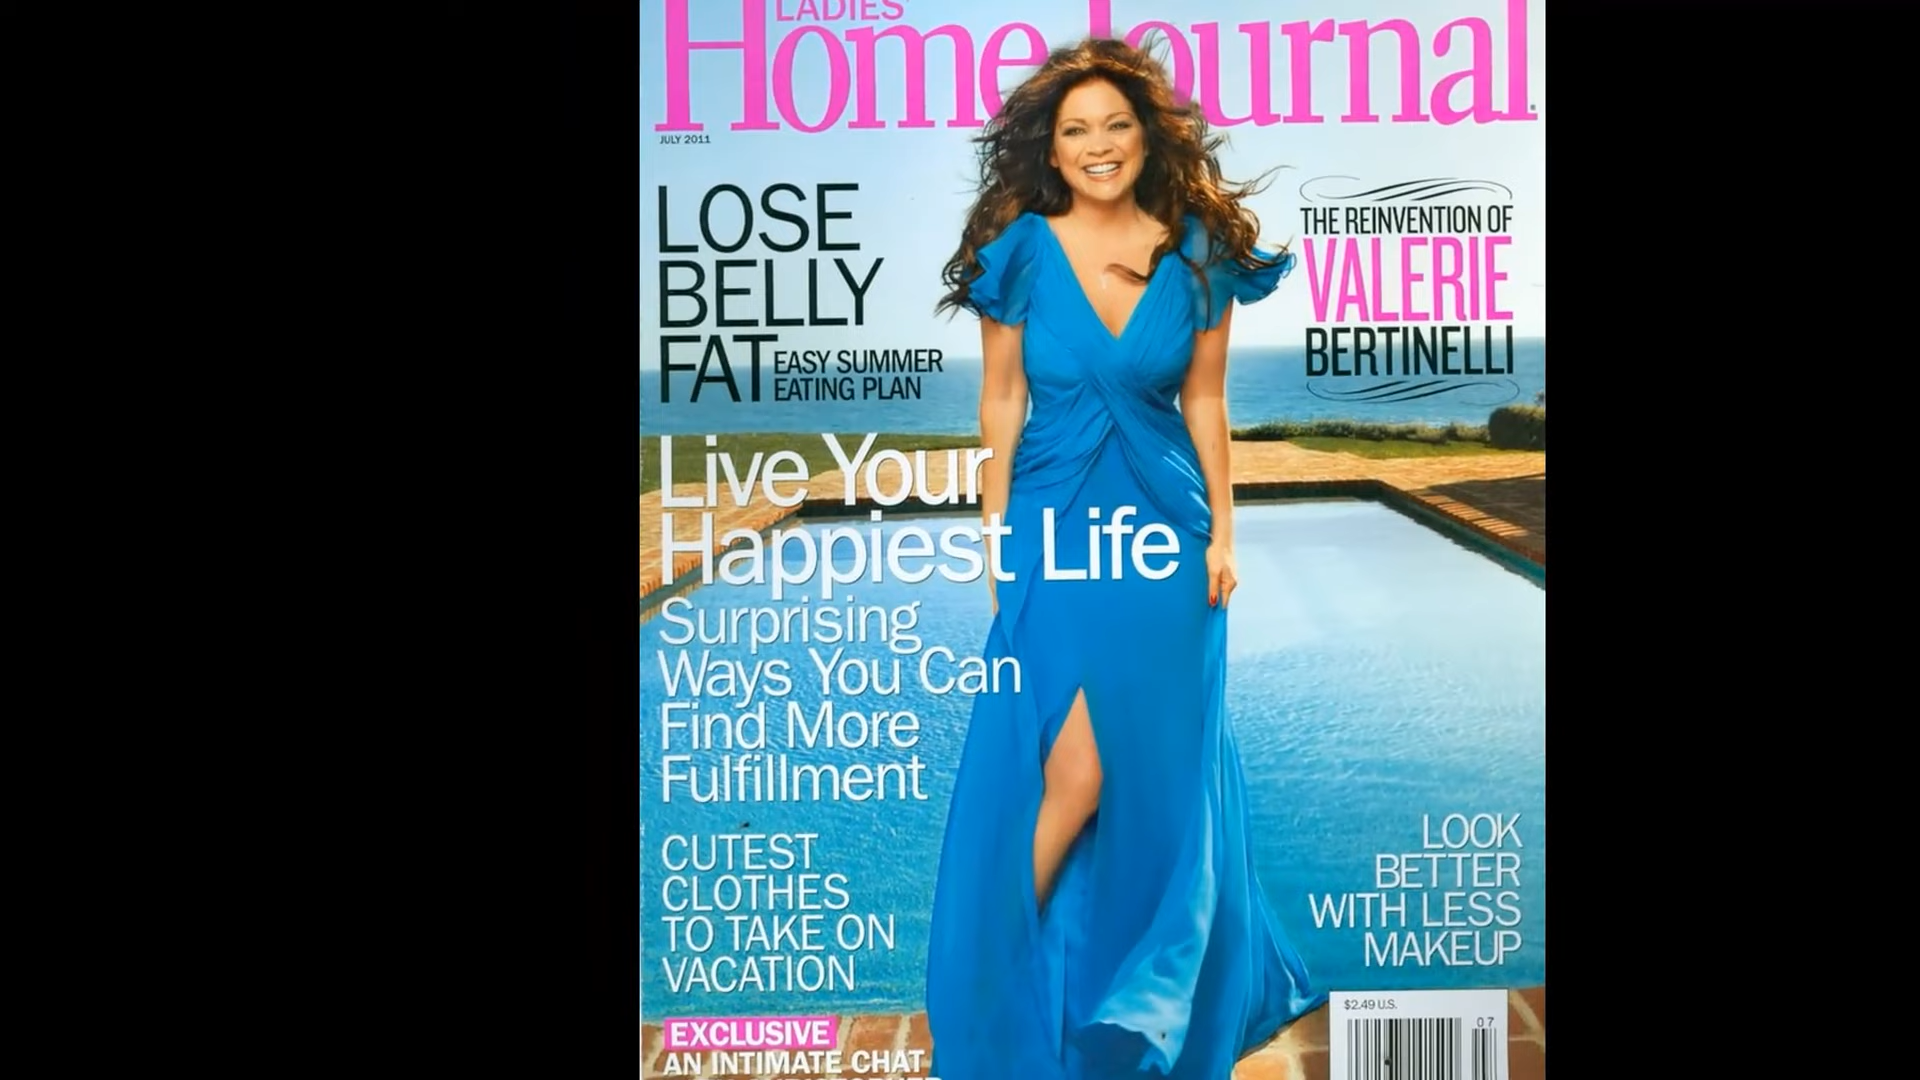 LADIES'
Home Journal
JULY 2011
LOSE
BELLY
FAT
EASY SUMMER
EATING PLAN
THE REINVENTION OF
VALERIE
BERTINELLI
Live Your
Happiest Life
Surprising
Ways You Can
Find More
Fulfillment
CUTEST
CLOTHES
TO TAKE ON
VACATION
EXCLUSIVE
AN INTIMATE CHAT
LOOK
BETTER
WITH LESS
MAKEUP
$2.49 U.S.
07